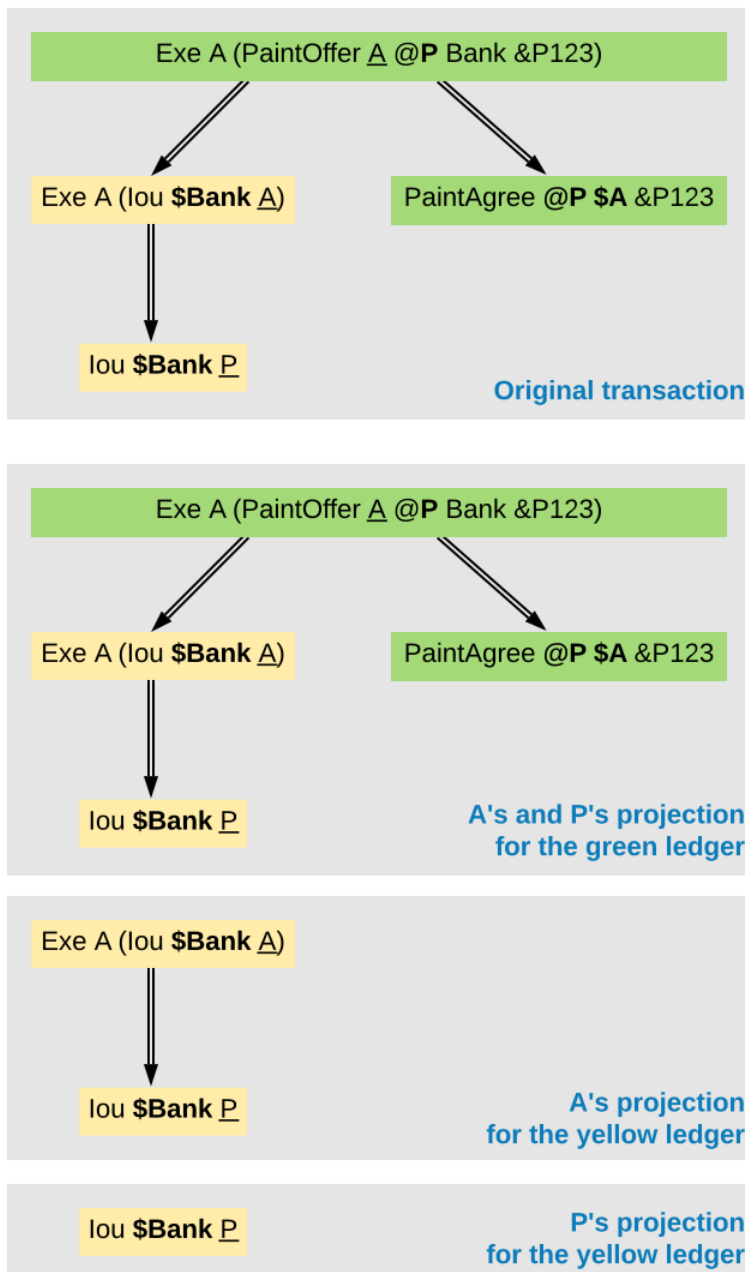 Exe A (PaintOffer A @P Bank &P123)
Exe A (Iou $Bank A)
PaintAgree @P $A &P123
Iou $Bank P
Original transaction
Exe A (PaintOffer A @P Bank &P123)
Exe A (Iou $Bank A)
PaintAgree @P $A &P123
Iou $Bank P
A's and P's projection
for the green ledger
Exe A (Iou $Bank A)
Iou $Bank P
A's projection
for the yellow ledger
Iou $Bank P
P's projection
for the yellow ledger